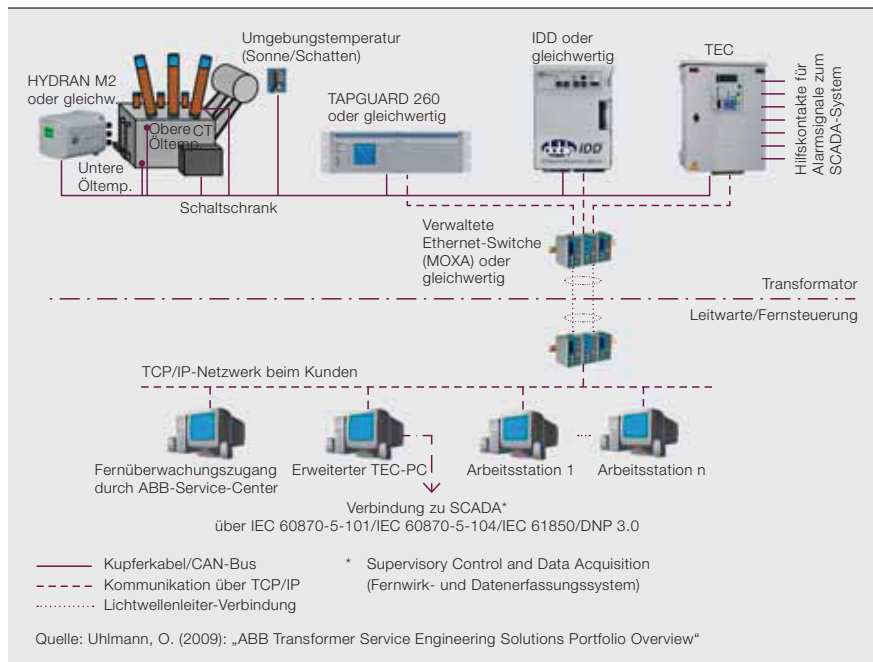 Umgebungstemperatur
(Sonne/Schatten)
IDD oder
gleichwertig
TEC
HYDRAN M2
oder gleichw.
TAPGUARD 260
oder gleichwertig
Obere CT
Öltemp.
IDD
Hilfskontakte für
Alarmsignale zum
SCADA-System
Untere
Öltemp.
Schaltschrank
Verwaltete
Ethernet-Switche
(MOXA) oder
gleichwertig
Transformator
Leitwarte/Fernsteuerung
TCP/IP-Netzwerk beim Kunden
Fernüberwachungszugang
durch ABB-Service-Center
Erweiterter TEC-PC
Arbeitsstation 1
Arbeitsstation n
Verbindung zu SCADA*
über IEC 60870-5-101/IEC 60870-5-104/IEC 61850/DNP 3.0
Kupferkabel/CAN-Bus
Kommunikation über TCP/IP
Lichtwellenleiter-Verbindung
* Supervisory Control and Data Acquisition
(Fernwirk- und Datenerfassungssystem)
Quelle: Uhlmann, O. (2009): „ABB Transformer Service Engineering Solutions Portfolio Overview“